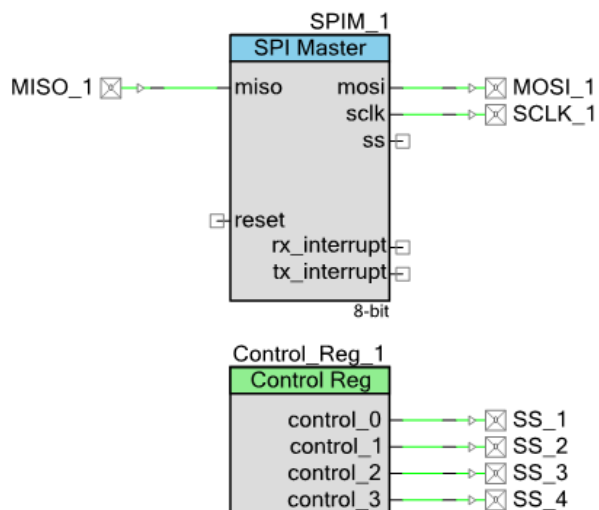 SPIM_1
SPI Master
MISO_1 miso mosi MOSI_1
sclk SCLK_1
ss
reset
rx_interrupt
tx_interrupt
8-bit
Control_Reg_1
Control Reg
control_0 SS_1
control_1 SS_2
control_2 SS_3
control_3 SS_4